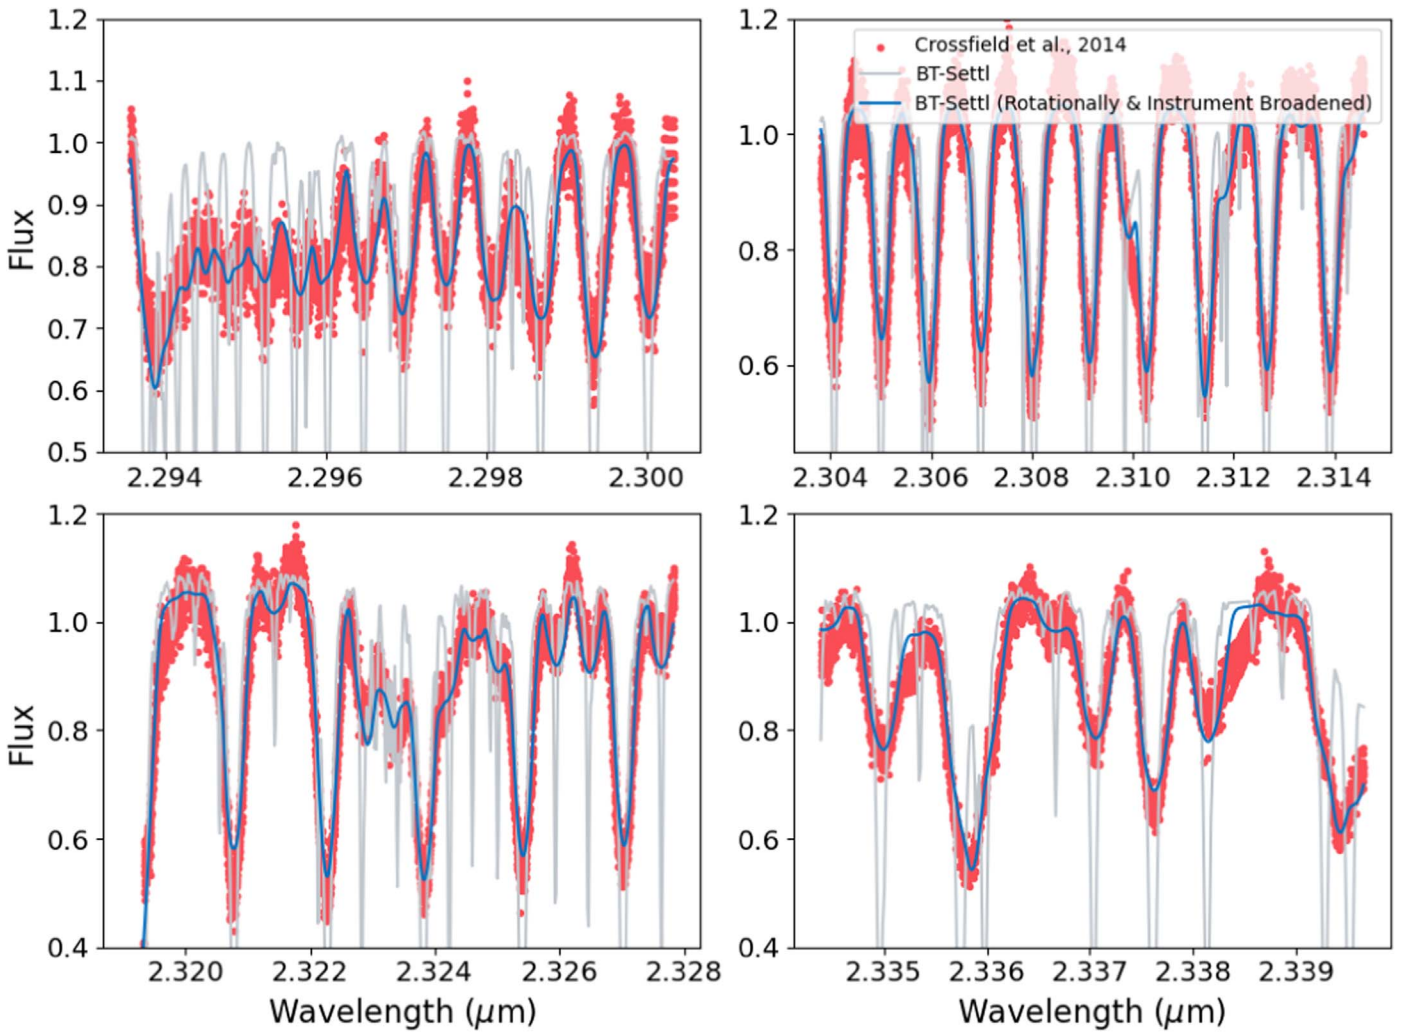 1.2
1.1
1.0
0.9
0.8
0.7
0.6
0.5
Flux
2.294 2.296 2.298 2.300
1.2
1.0
0.8
0.6
Crossfield et al., 2014
BT-Settl
BT-Settl (Rotationally & Instrument Broadened)
2.304 2.306 2.308 2.310 2.312 2.314
1.2
1.0
0.8
0.6
0.4
Flux
2.320 2.322 2.324 2.326 2.328
Wavelength (μm)
1.2
1.0
0.8
0.6
0.4
2.335 2.336 2.337 2.338 2.339
Wavelength (μm)